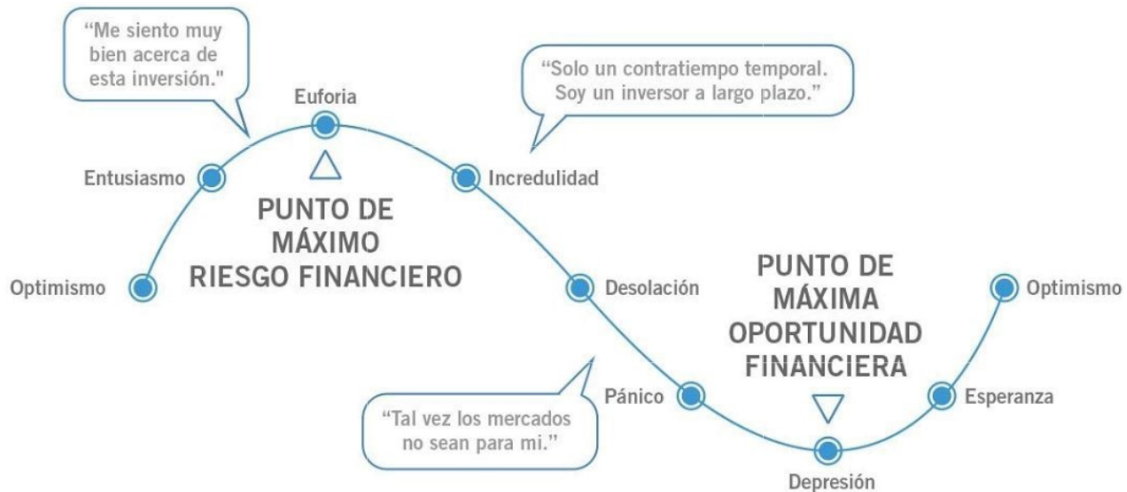 “Me siento muy
bien acerca de
esta inversión."
“Solo un contratiempo temporal.
Soy un inversor a largo plazo.”
Euforia
Entusiasmo
Incredulidad
PUNTO DE
MÁXIMO
RIESGO FINANCIERO
Optimismo
Desolación
PUNTO DE
MÁXIMA
OPORTUNIDAD
FINANCIERA
Optimismo
Pánico
Esperanza
“Tal vez los mercados
no sean para mi.”
Depresión